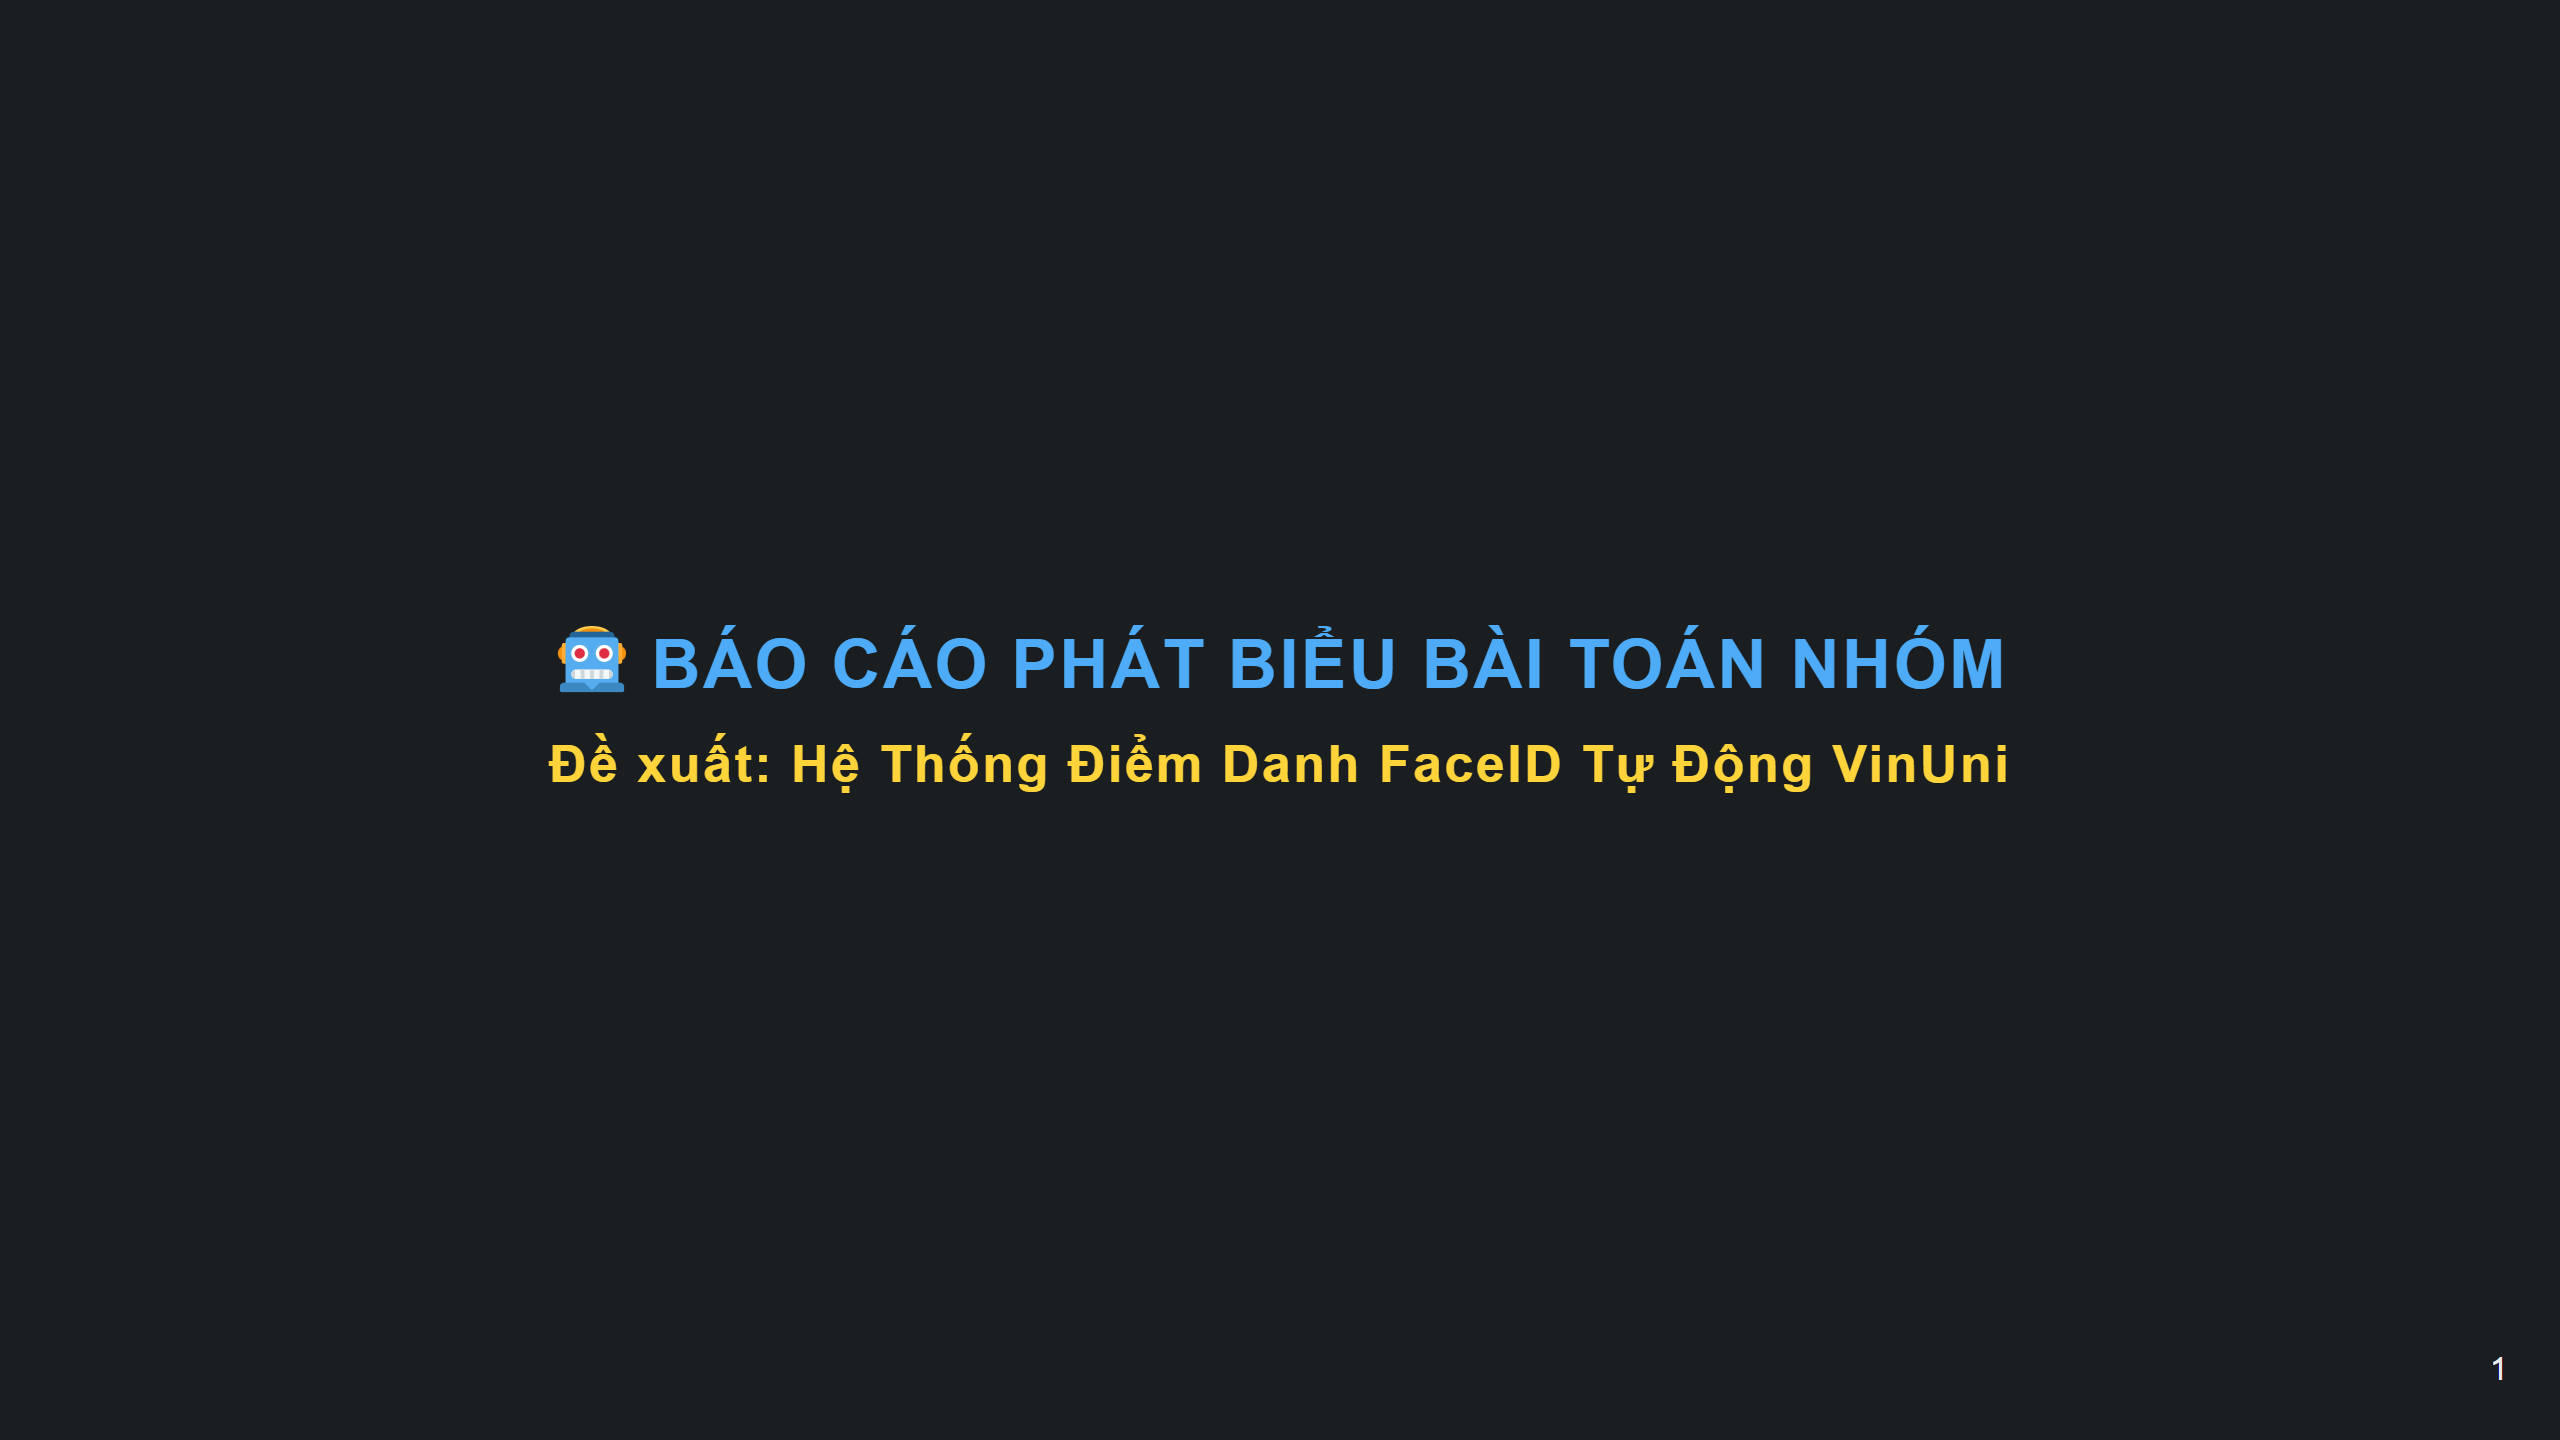 BÁO CÁO PHÁT BIỂU BÀI TOÁN NHÓM
Đề xuất: Hệ Thống Điểm Danh FaceID Tự Động VinUni
1